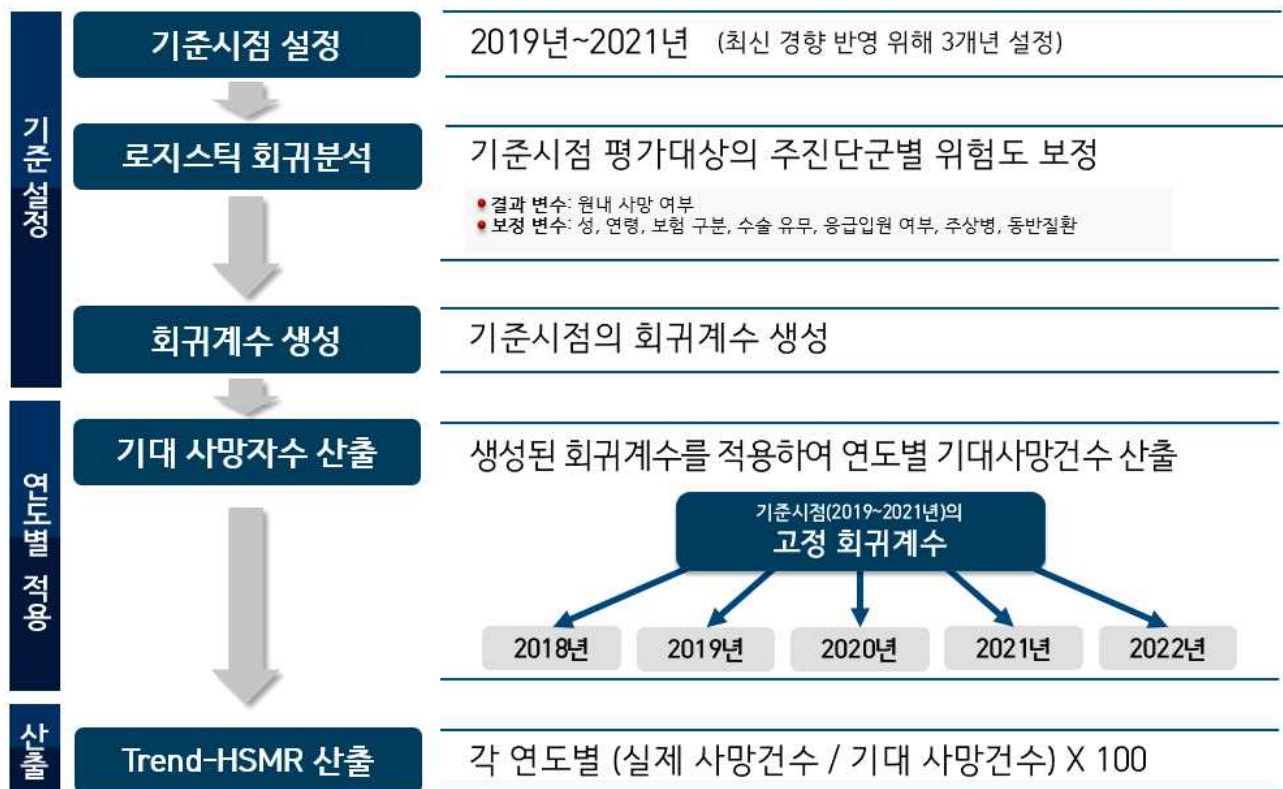 기준 설정
기준시점 설정
2019년~2021년 (최신 경향 반영 위해 3개년 설정)
로지스틱 회귀분석
기준시점 평가대상의 주진단군별 위험도 보정
결과 변수: 원내 사망 여부
보정 변수: 성, 연령, 보험 구분, 수술 유무, 응급입원 여부, 주상병, 동반질환
회귀계수 생성
기준시점의 회귀계수 생성
연도별 적용
기대 사망자수 산출
생성된 회귀계수를 적용하여 연도별 기대사망건수 산출
기준시점(2019~2021년)의
고정 회귀계수
2018년 2019년 2020년 2021년 2022년
산출
Trend-HSMR 산출
각 연도별 (실제 사망건수 / 기대 사망건수) X 100